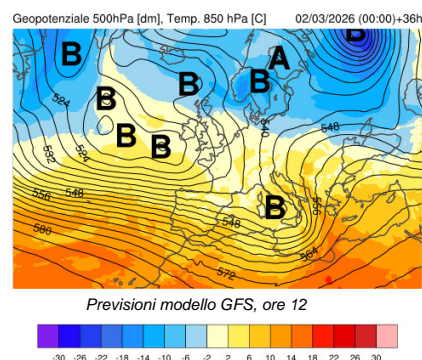 Geopotenziale 500hPa [dm], Temp. 850 hPa [C] 02/03/2026 (00:00)+36h
B
A
B
B
B
B
524
B
B
540
548
532
524
B
556
548
548
556
580
564
572
B
Previsioni modello GFS, ore 12
-30 -26 -22 -18 -14 -10 -6 -2 2 6 10 14 18 22 26 30